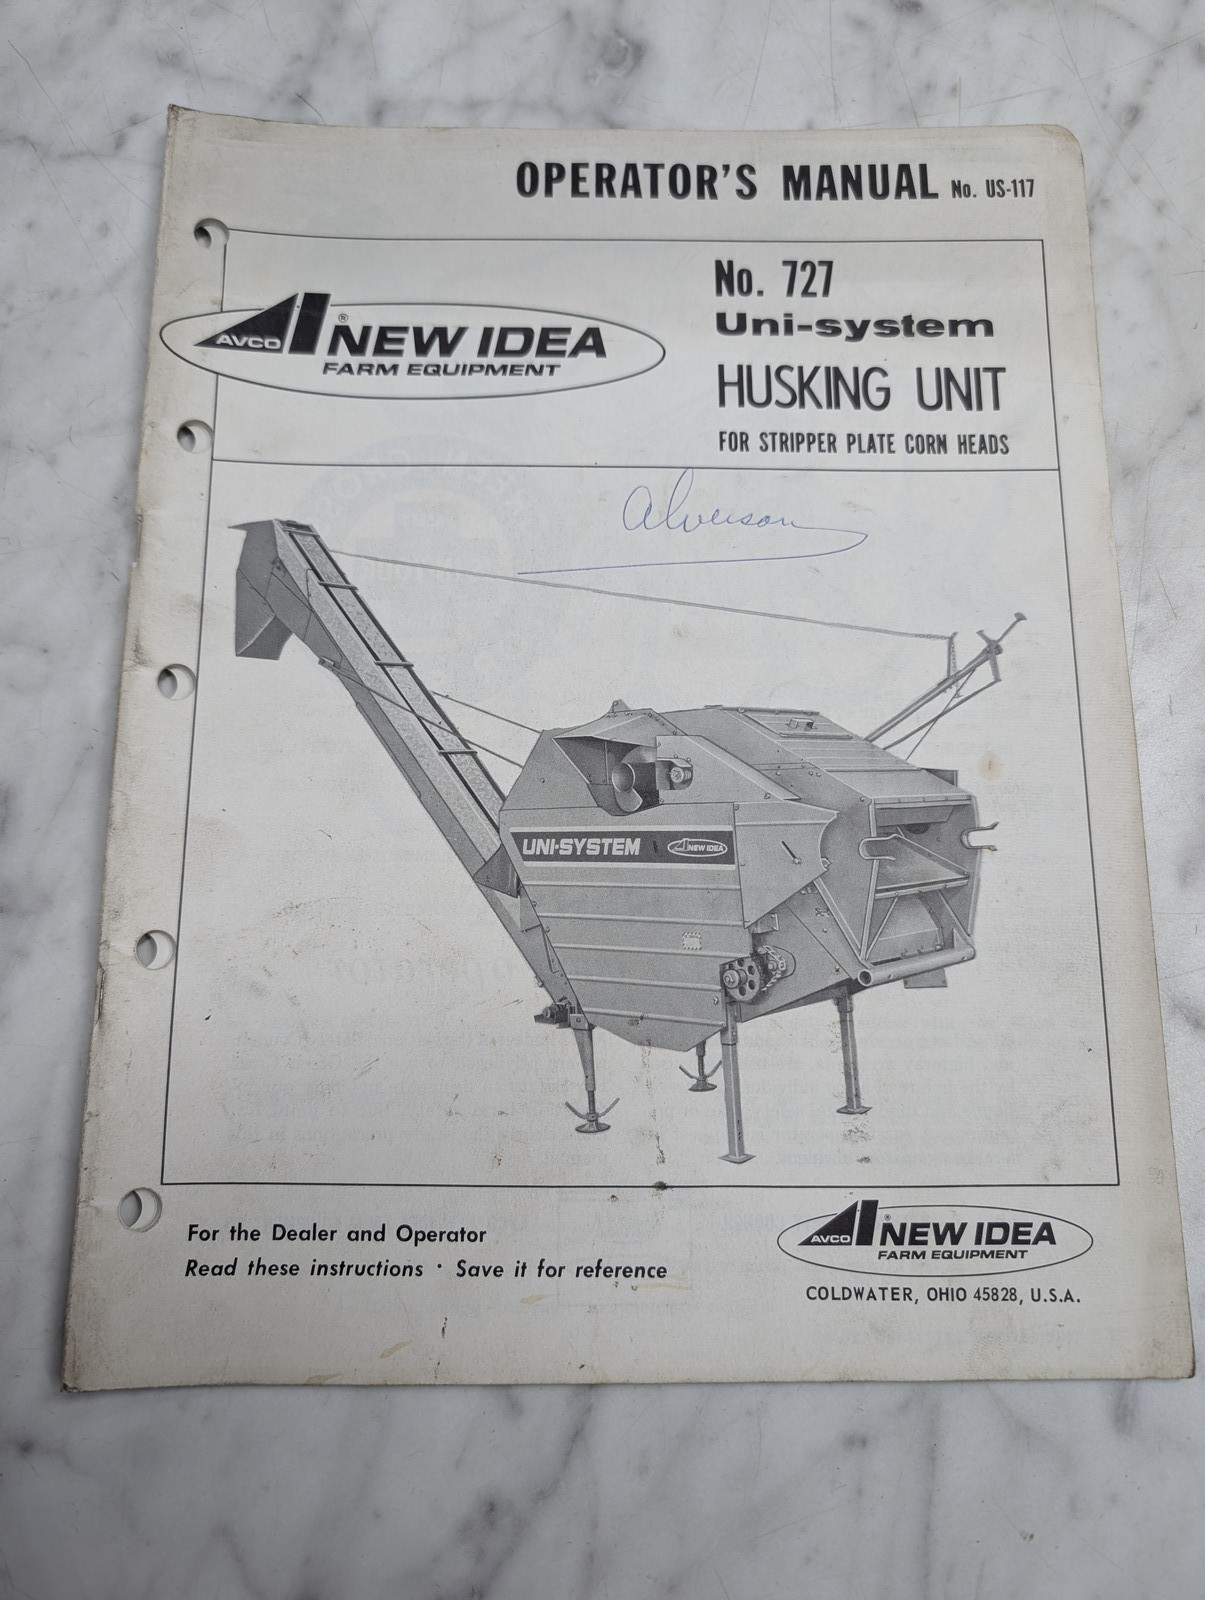 OPERATOR'S MANUAL No. US-117
No. 727
Uni-system
HUSKING UNIT
FOR STRIPPER PLATE CORN HEADS
AVCO ® NEW IDEA
FARM EQUIPMENT
Alverson
UNI-SYSTEM NEW IDEA
For the Dealer and Operator
Read these instructions · Save it for reference
AVCO ® NEW IDEA
FARM EQUIPMENT
COLDWATER, OHIO 45828, U.S.A.